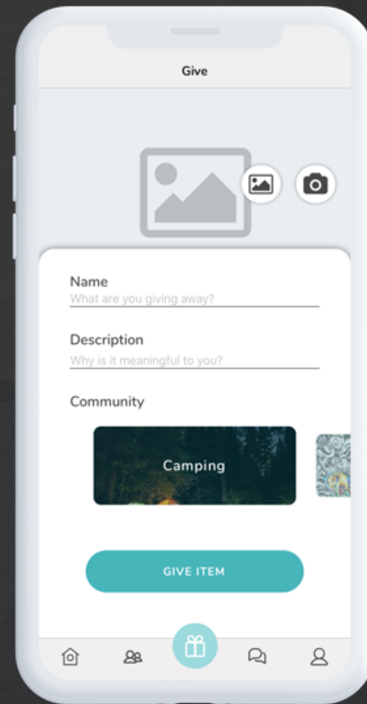 Give
Name
What are you giving away?
Description
Why is it meaningful to you?
Community
Camping
GIVE ITEM